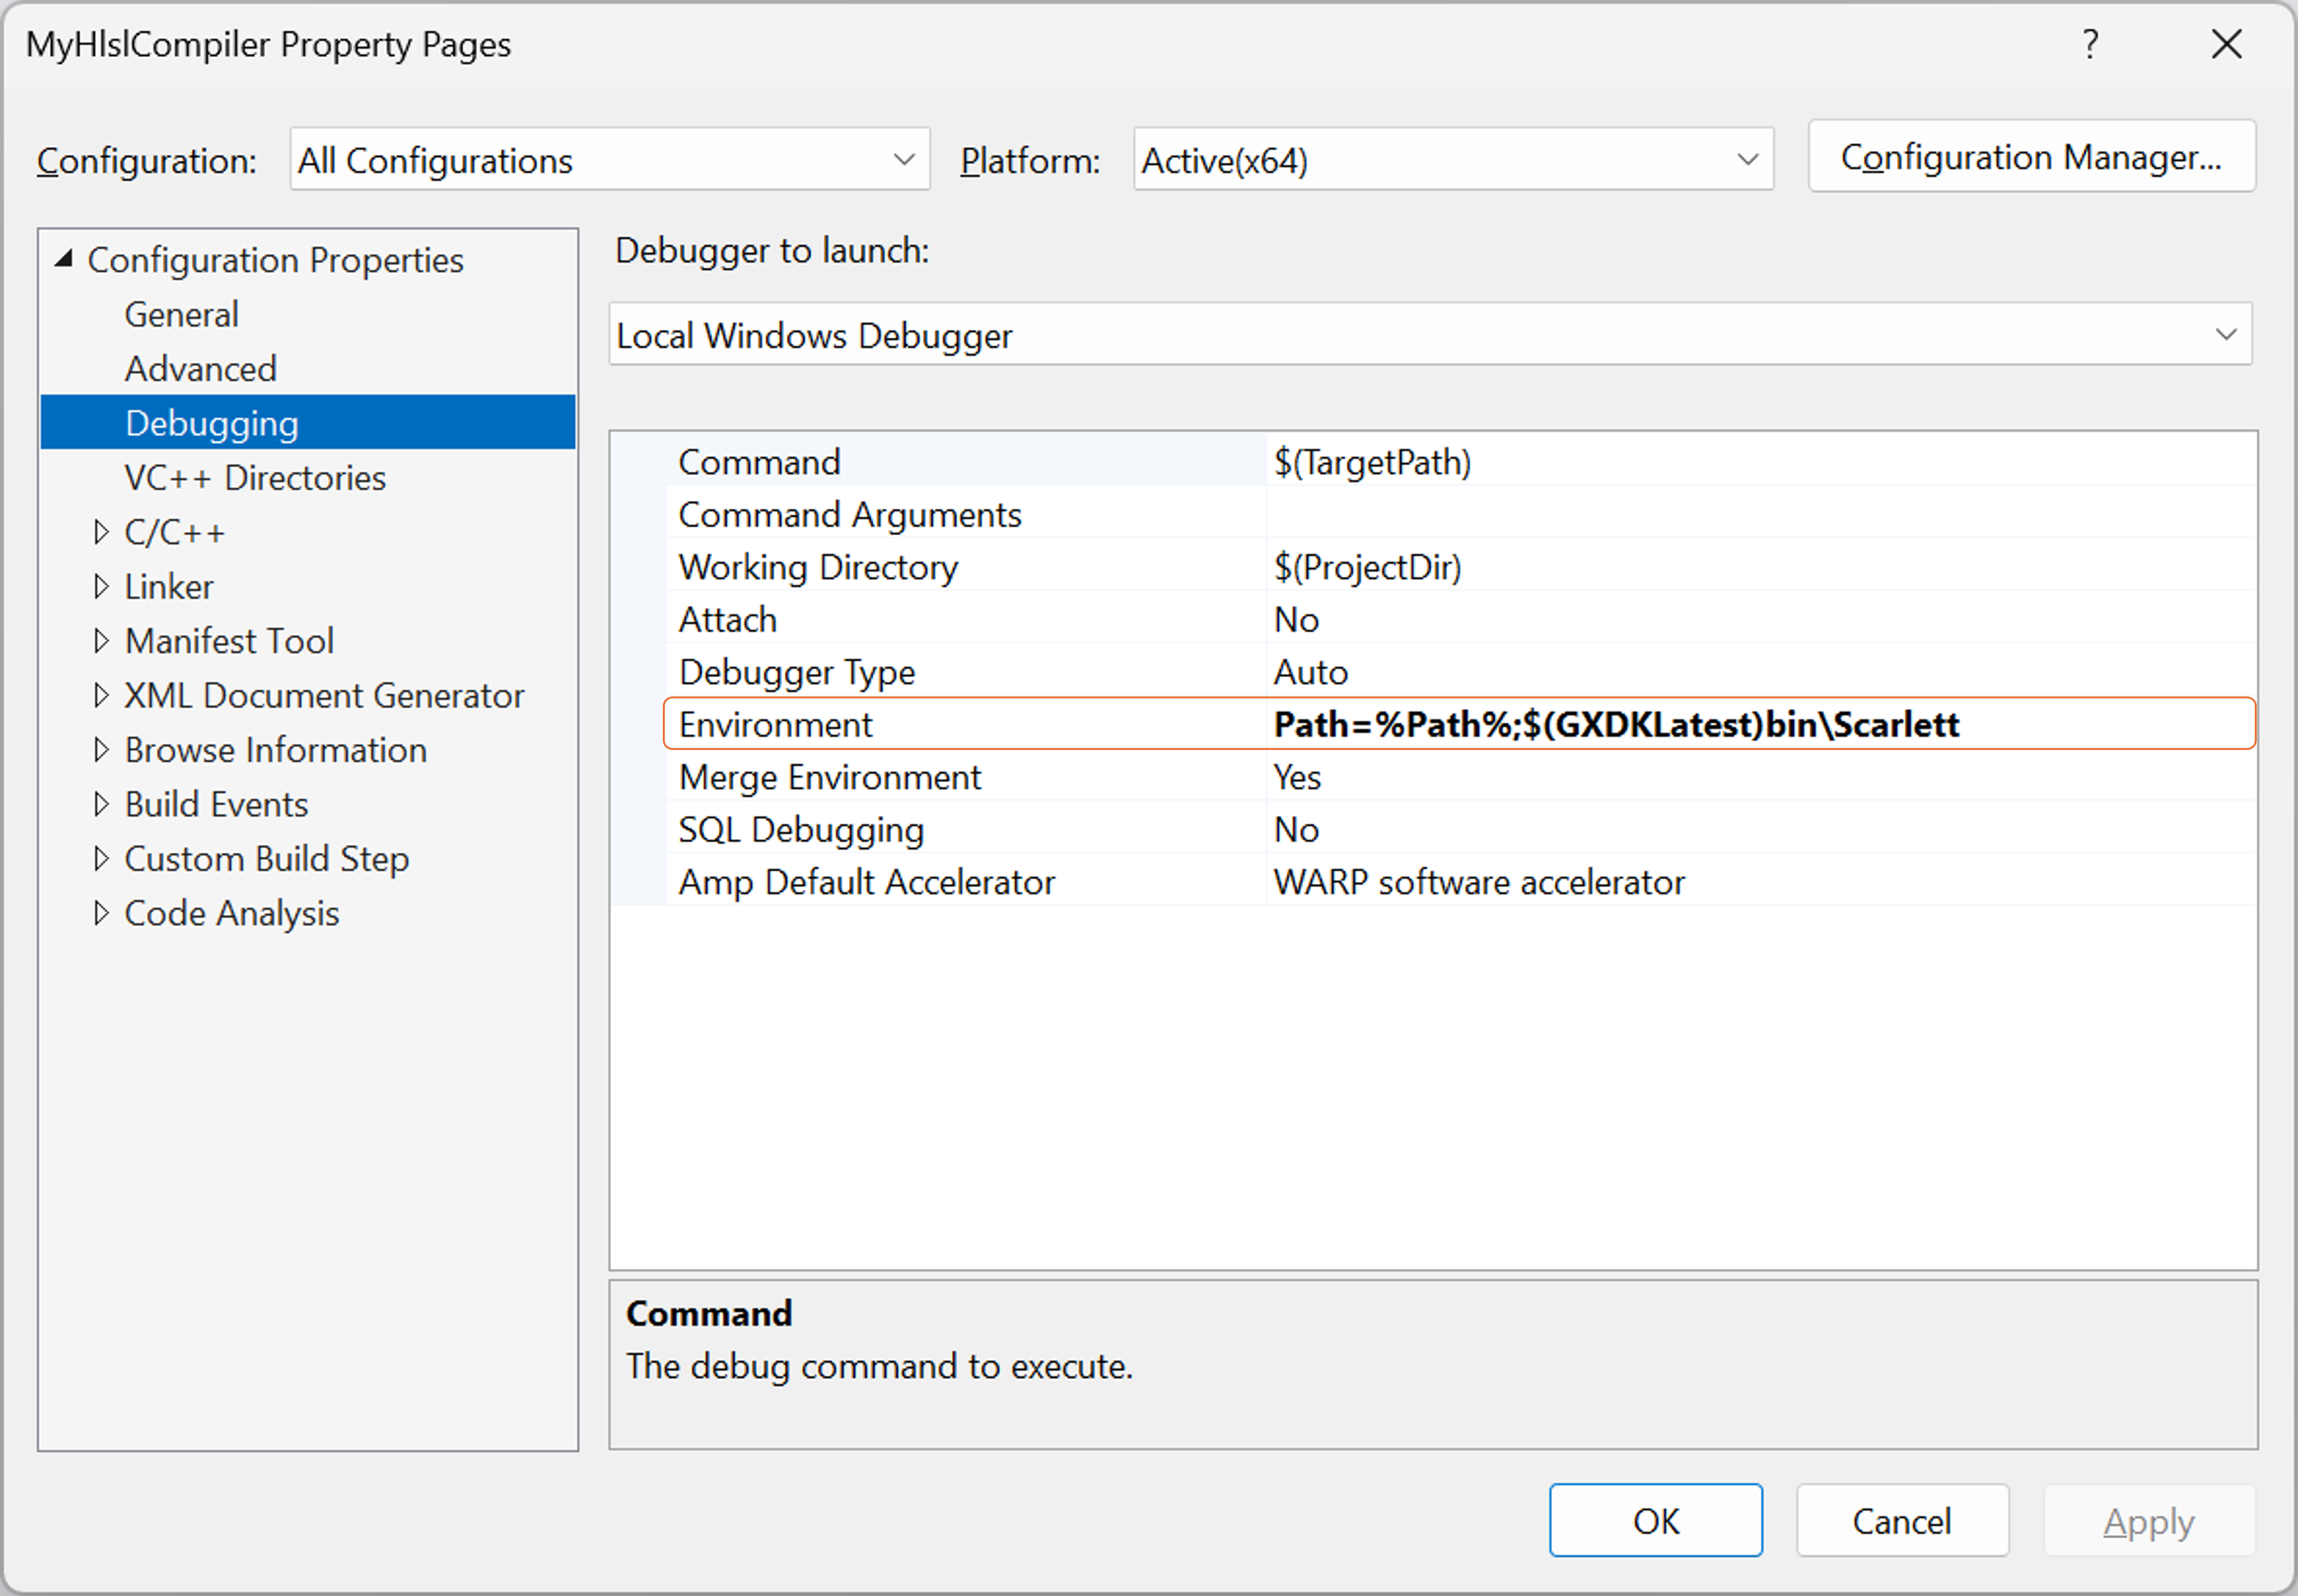 MyHlslCompiler Property Pages
?
Configuration: All Configurations Platform: Active(x64) Configuration Manager...
Configuration Properties
General
Advanced
Debugging
VC++ Directories
C/C++
Linker
Manifest Tool
XML Document Generator
Browse Information
Build Events
Custom Build Step
Code Analysis
Debugger to launch:
Local Windows Debugger
Command $(TargetPath)
Command Arguments
Working Directory $(ProjectDir)
Attach No
Debugger Type Auto
Environment Path=%Path%;$(GXDKLatest)bin\Scarlett
Merge Environment Yes
SQL Debugging No
Amp Default Accelerator WARP software accelerator
Command
The debug command to execute.
OK Cancel Apply